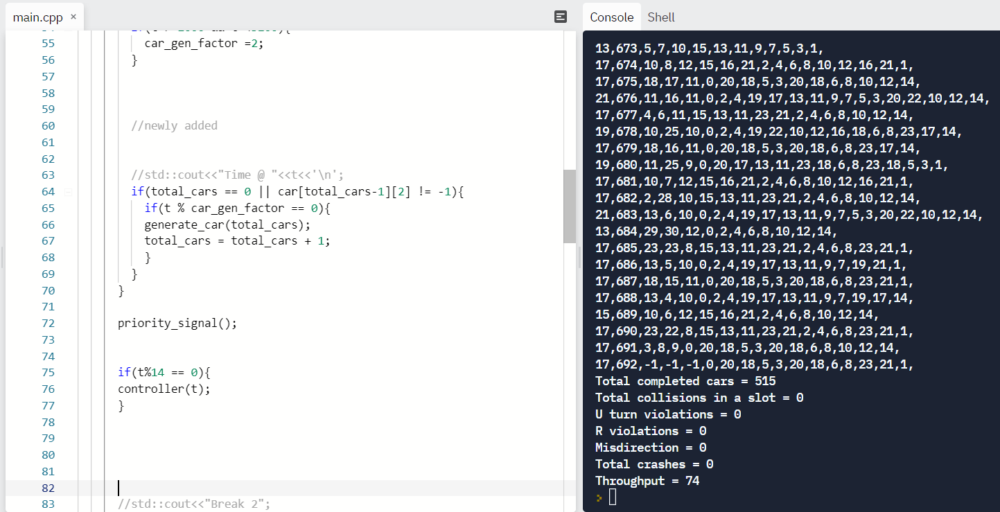 main.cpp ×
Console Shell
55 car_gen_factor =2;
56 }
57
58
59
60 //newly added
61
62
63 //std::cout<<"Time @ "<<t<<'\n';
64 if(total_cars == 0 || car[total_cars-1][2] != -1){
65 if(t % car_gen_factor == 0){
66 generate_car(total_cars);
67 total_cars = total_cars + 1;
68 }
69 }
70 }
71
72 priority_signal();
73
74
75 if(t%14 == 0){
76 controller(t);
77 }
78
79
80
81
82
83 //std::cout<<"Break 2";
13,673,5,7,10,15,13,11,9,7,5,3,1,
17,674,10,8,12,15,16,21,2,4,6,8,10,12,16,21,1,
17,675,18,17,11,0,20,18,5,3,20,18,6,8,10,12,14,
21,676,11,16,11,0,2,4,19,17,13,11,9,7,5,3,20,22,10,12,14,
17,677,4,6,11,15,13,11,23,21,2,4,6,8,10,12,14,
19,678,10,25,10,0,2,4,19,22,10,12,16,18,6,8,23,17,14,
17,679,18,16,11,0,20,18,5,3,20,18,6,8,23,17,14,
19,680,11,25,9,0,20,17,13,11,23,18,6,8,23,18,5,3,1,
17,681,10,7,12,15,16,21,2,4,6,8,10,12,16,21,1,
17,682,2,28,10,15,13,11,23,21,2,4,6,8,10,12,14,
21,683,13,6,10,0,2,4,19,17,13,11,9,7,5,3,20,22,10,12,14,
13,684,29,30,12,0,2,4,6,8,10,12,14,
17,685,23,23,8,15,13,11,23,21,2,4,6,8,23,21,1,
17,686,13,5,10,0,2,4,19,17,13,11,9,7,19,21,1,
17,687,18,15,11,0,20,18,5,3,20,18,6,8,23,21,1,
17,688,13,4,10,0,2,4,19,17,13,11,9,7,19,17,14,
15,689,10,6,12,15,16,21,2,4,6,8,10,12,14,
17,690,23,22,8,15,13,11,23,21,2,4,6,8,23,21,1,
17,691,3,8,9,0,20,18,5,3,20,18,6,8,10,12,14,
17,692,-1,-1,-1,0,20,18,5,3,20,18,6,8,23,21,1,
Total completed cars = 515
Total collisions in a slot = 0
U turn violations = 0
R violations = 0
Misdirection = 0
Total crashes = 0
Throughput = 74